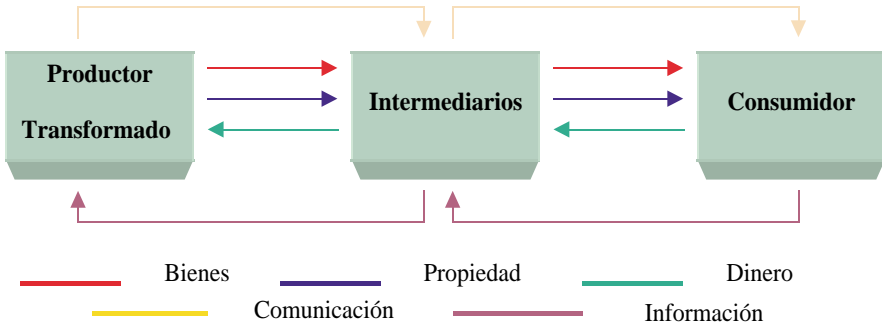 Productor
Transformado
Intermediarios
Consumidor
Bienes
Propiedad
Dinero
Comunicación
Información